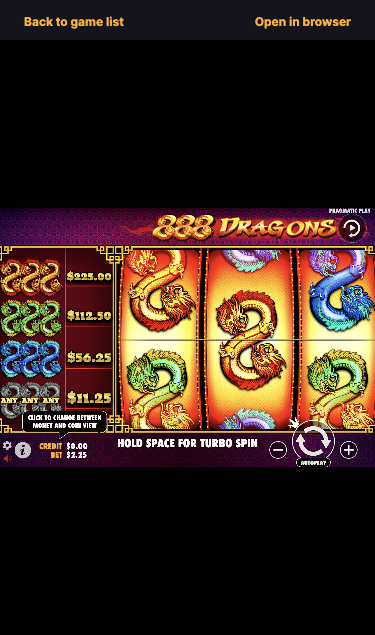 Back to game list
Open in browser
PRAGMATIC PLAY
888 DRAGONS
$225.00
$112.50
$56.25
ANY ANY ANY
$11.25
CLICK TO CHANGE BETWEEN
MONEY AND COIN VIEW
HOLD SPACE FOR TURBO SPIN
i
CREDIT $0.00
BET $2.25
AUTOPLAY